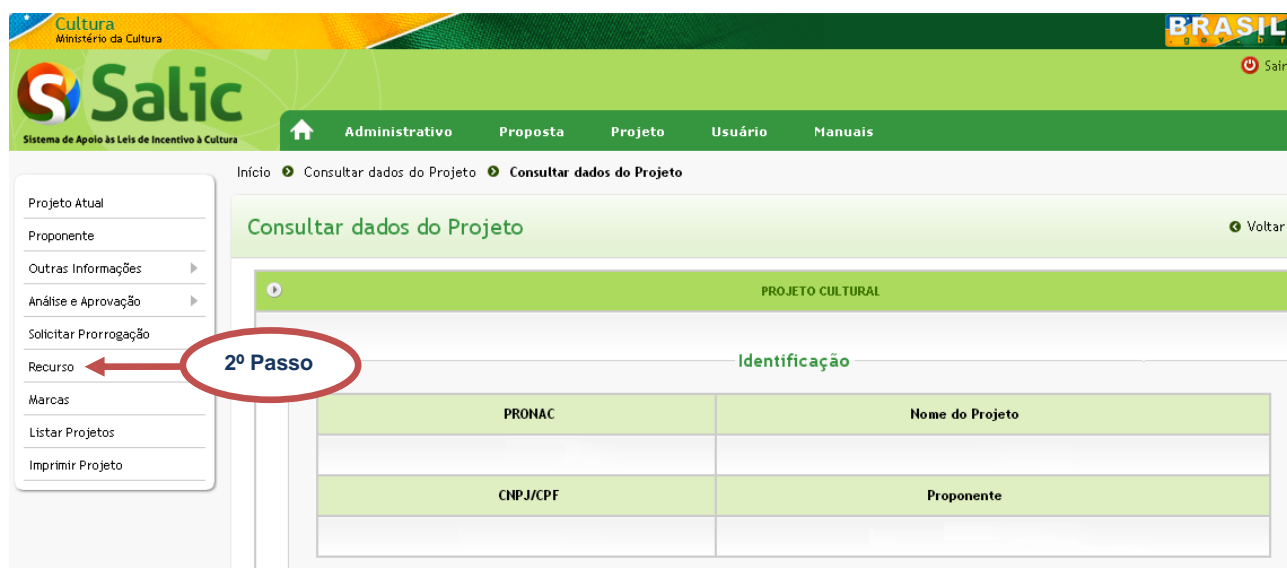 Cultura
Ministério da Cultura
BRASIL
. g o v . b r
Salic
Sistema de Apoio às Leis de Incentivo à Cultura
Sair
Administrativo Proposta Projeto Usuário Manuais
Início Consultar dados do Projeto Consultar dados do Projeto
Projeto Atual
Proponente
Outras Informações
Análise e Aprovação
Solicitar Prorrogação
Recurso
Marcas
Listar Projetos
Imprimir Projeto
Consultar dados do Projeto
Voltar
PROJETO CULTURAL
2º Passo
Identificação
PRONAC Nome do Projeto
CNPJ/CPF Proponente